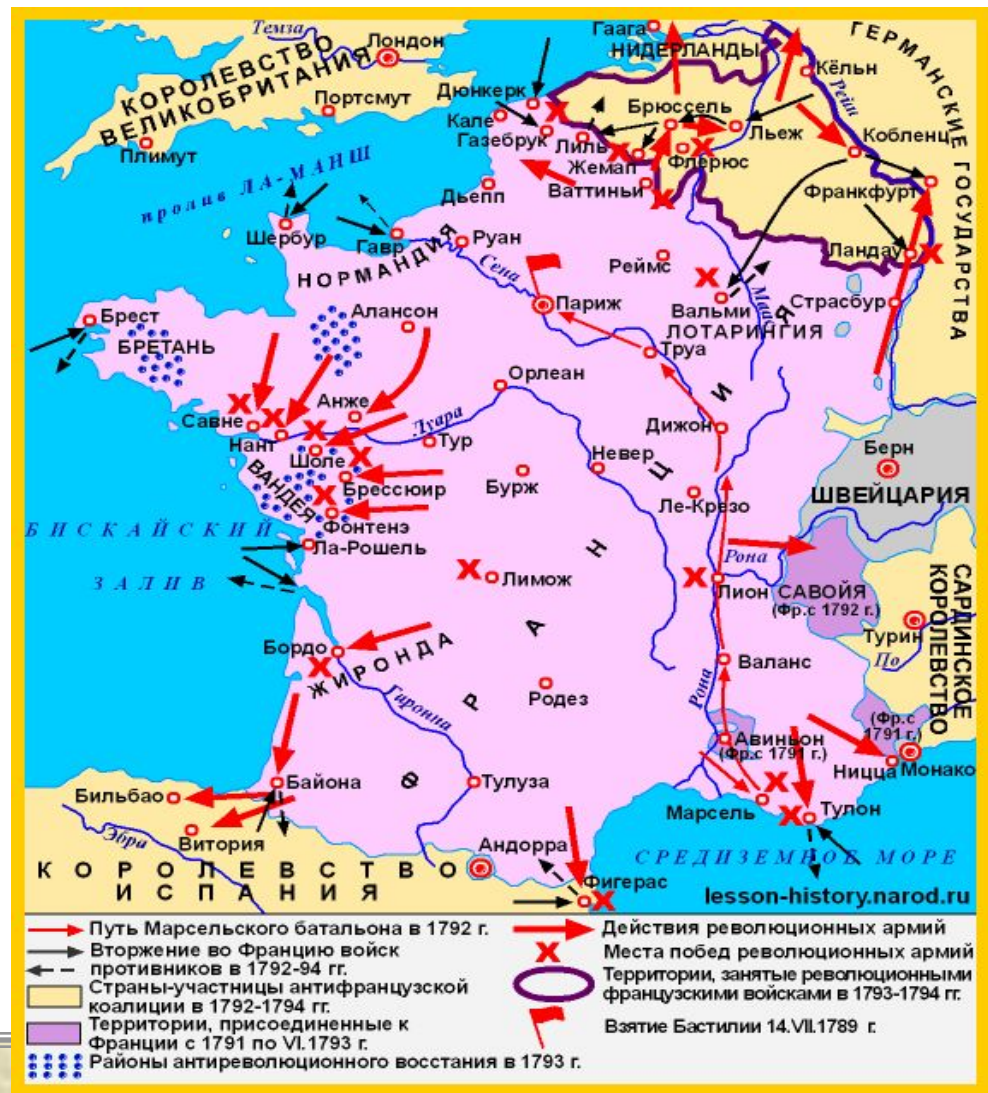 Темза
Лондон
КОРОЛЕВСТВО
ВЕЛИКОБРИТАНИЯ
Портсмут
Плимут
пролив ЛА-МАНШ
Гаага
НИДЕРЛАНДЫ
ГЕРМАНСКИЕ ГОСУДАРСТВА
Кёльн
Рейн
Дюнкерк
Кале
Газебрук
Брюссель
Лиль
Льеж
Кобленц
Жемап
Флёрюс
Ваттиньи
Франкфурт
Дьепп
Шербур
Гавр
Руан
НОРМАНДИЯ
Сена
Реймс
Ландау
Маас
Париж
Вальми
Страсбур
ЛОТАРИНГИЯ
Брест
БРЕТАНЬ
Алансон
Труа
Орлеан
Анже
Луара
Савне
Нант
Тур
Дижон
Шоле
Невер
Берн
ВАНДЕЯ
Брессюир
Бурж
Ле-Крезо
ШВЕЙЦАРИЯ
Фонтенэ
БИСКАЙСКИЙ
ЗАЛИВ
Ла-Рошель
Рона
Лимож
Лион
САВОЙЯ
(Фр.с 1792 г.)
САРДИНСКОЕ
КОРОЛЕВСТВО
Турин
По
Бордо
ЖИРОНДА
Валанс
Гаронна
Родез
Рона
ФРАНЦИЯ
Авиньон
(Фр.с 1791 г.)
(Фр.с
1791 г.)
Ницца
Монако
Байона
Тулуза
Бильбао
Марсель
Тулон
Витория
Эбра
Андорра
СРЕДИЗЕМНОЕ МОРЕ
КОРОЛЕВСТВО
ИСПАНИЯ
Фигерас
lesson-history.narod.ru
Путь Марсельского батальона в 1792 г.
Вторжение во Францию войск
противников в 1792-94 гг.
Страны-участницы антифранцузской
коалиции в 1792-1794 гг.
Территории, присоединенные к
Франции с 1791 по VI.1793 г.
Районы антиреволюционного восстания в 1793 г.
Действия революционных армий
Места побед революционных армий
Территории, занятые революционными
французскими войсками в 1793-1794 гг.
Взятие Бастилии 14.VII.1789 г.